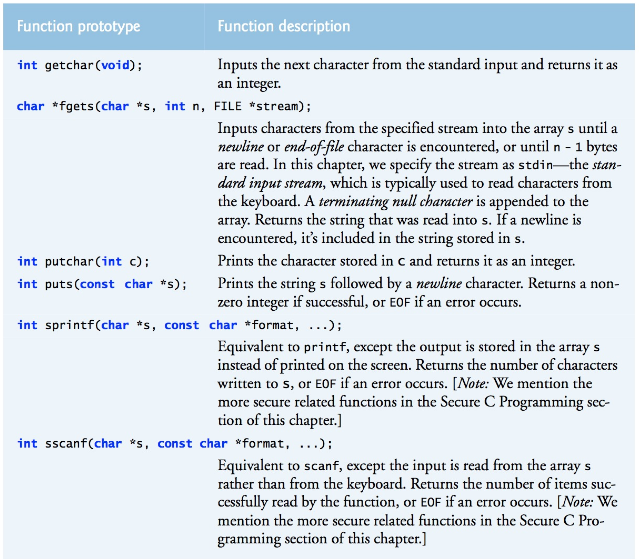 Function prototype Function description
int getchar(void); Inputs the next character from the standard input and returns it as
an integer.
char *fgets(char *s, int n, FILE *stream);
Inputs characters from the specified stream into the array s until a
newline or end-of-file character is encountered, or until n - 1 bytes
are read. In this chapter, we specify the stream as stdin—the stan-
dard input stream, which is typically used to read characters from
the keyboard. A terminating null character is appended to the
array. Returns the string that was read into s. If a newline is
encountered, it's included in the string stored in s.
int putchar(int c); Prints the character stored in c and returns it as an integer.
int puts(const char *s); Prints the string s followed by a newline character. Returns a non-
zero integer if successful, or EOF if an error occurs.
int sprintf(char *s, const char *format, ...);
Equivalent to printf, except the output is stored in the array s
instead of printed on the screen. Returns the number of characters
written to s, or EOF if an error occurs. [Note: We mention the
more secure related functions in the Secure C Programming sec-
tion of this chapter.]
int sscanf(char *s, const char *format, ...);
Equivalent to scanf, except the input is read from the array s
rather than from the keyboard. Returns the number of items suc-
cessfully read by the function, or EOF if an error occurs. [Note: We
mention the more secure related functions in the Secure C Pro-
gramming section of this chapter.]